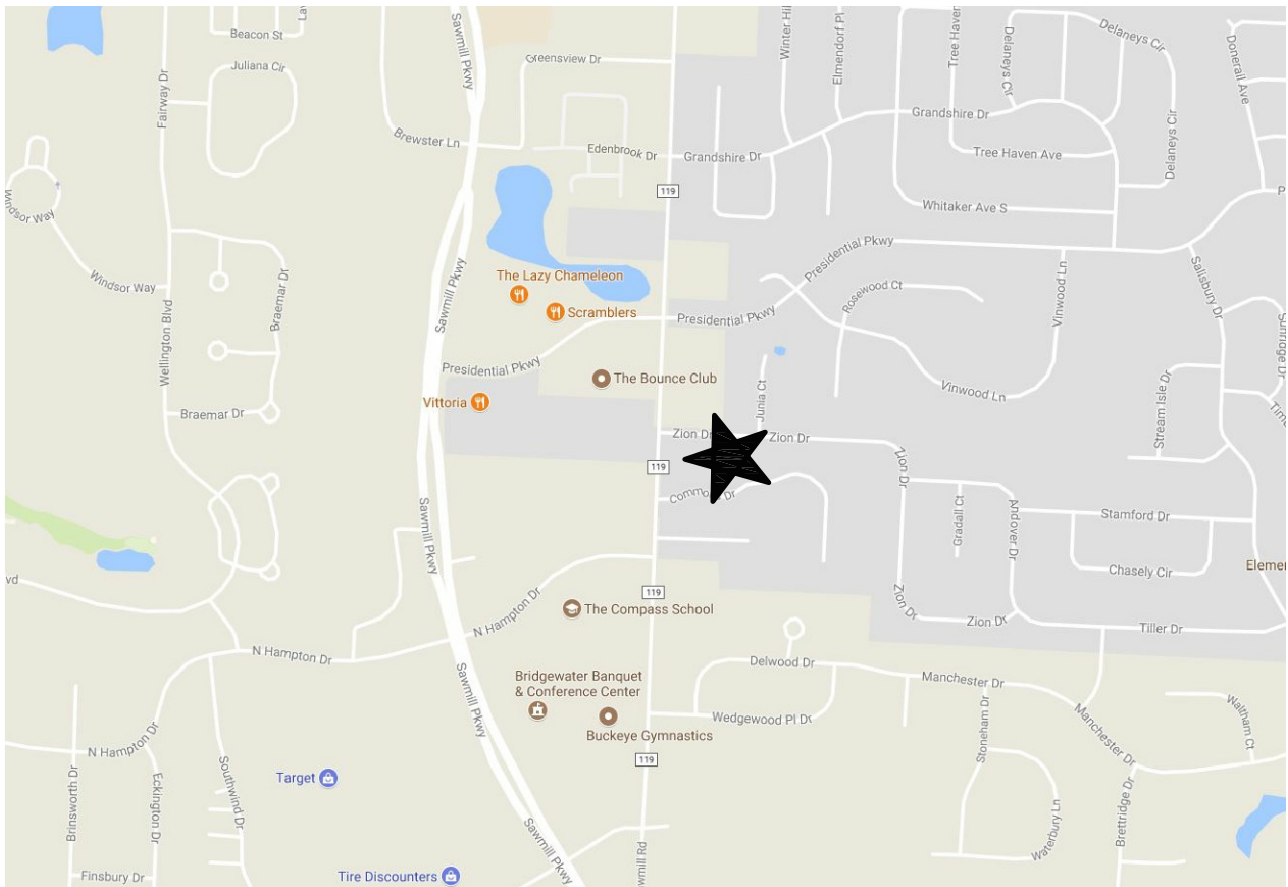 Beacon St
Juliana Cir
Fairway Dr
Sawmill Pkwy
Greensview Dr
Brewster Ln
Edenbrook Dr
Grandshire Dr
119
Elmendorf Pl
Tree Haven
Delaneys Cir
Delaneys Cirs
Donerail Ave
Grandshire Dr
Tree Haven Ave
Delaneys Cir
Whitaker Ave S
Windsor Way
Windsor Way
Braemar Dr
Wellington Blvd
Braemar Dr
Sawmill Pkwy
The Lazy Chameleon
Scramblers
Presidential Pkwy
Presidential Pkwy
Presidential Pkwy
Rosewood Ct
Vinwood Ln
Salisbury Dr
Vittoria
The Bounce Club
Junia Ct
Vinwood Ln
Stream Isle Dr
Zion Dr
Zion Dr
119
Zion Dr
Gradall Ct
Andover Dr
Stamford Dr
Chasely Cir
Elemen
Sawmill Pkwy
vd
N Hampton Dr
119
The Compass School
Zion Dr
Zion Dr
Tiller Dr
N Hampton Dr
Sawmill Pkwy
Bridgewater Banquet
& Conference Center
Buckeye Gymnastics
Delwood Dr
Wedgewood Pl Dr
Manchester Dr
Manchester Dr
Stoneham Dr
Waltham Ct
119
N Hampton Dr
Southwind Dr
Eckington Dr
Brinsworth Dr
Target
Brettridge Dr
Waterbury Ln
Finsbury Dr
Tire Discounters
Sawmill Pkwy
wmill Rd